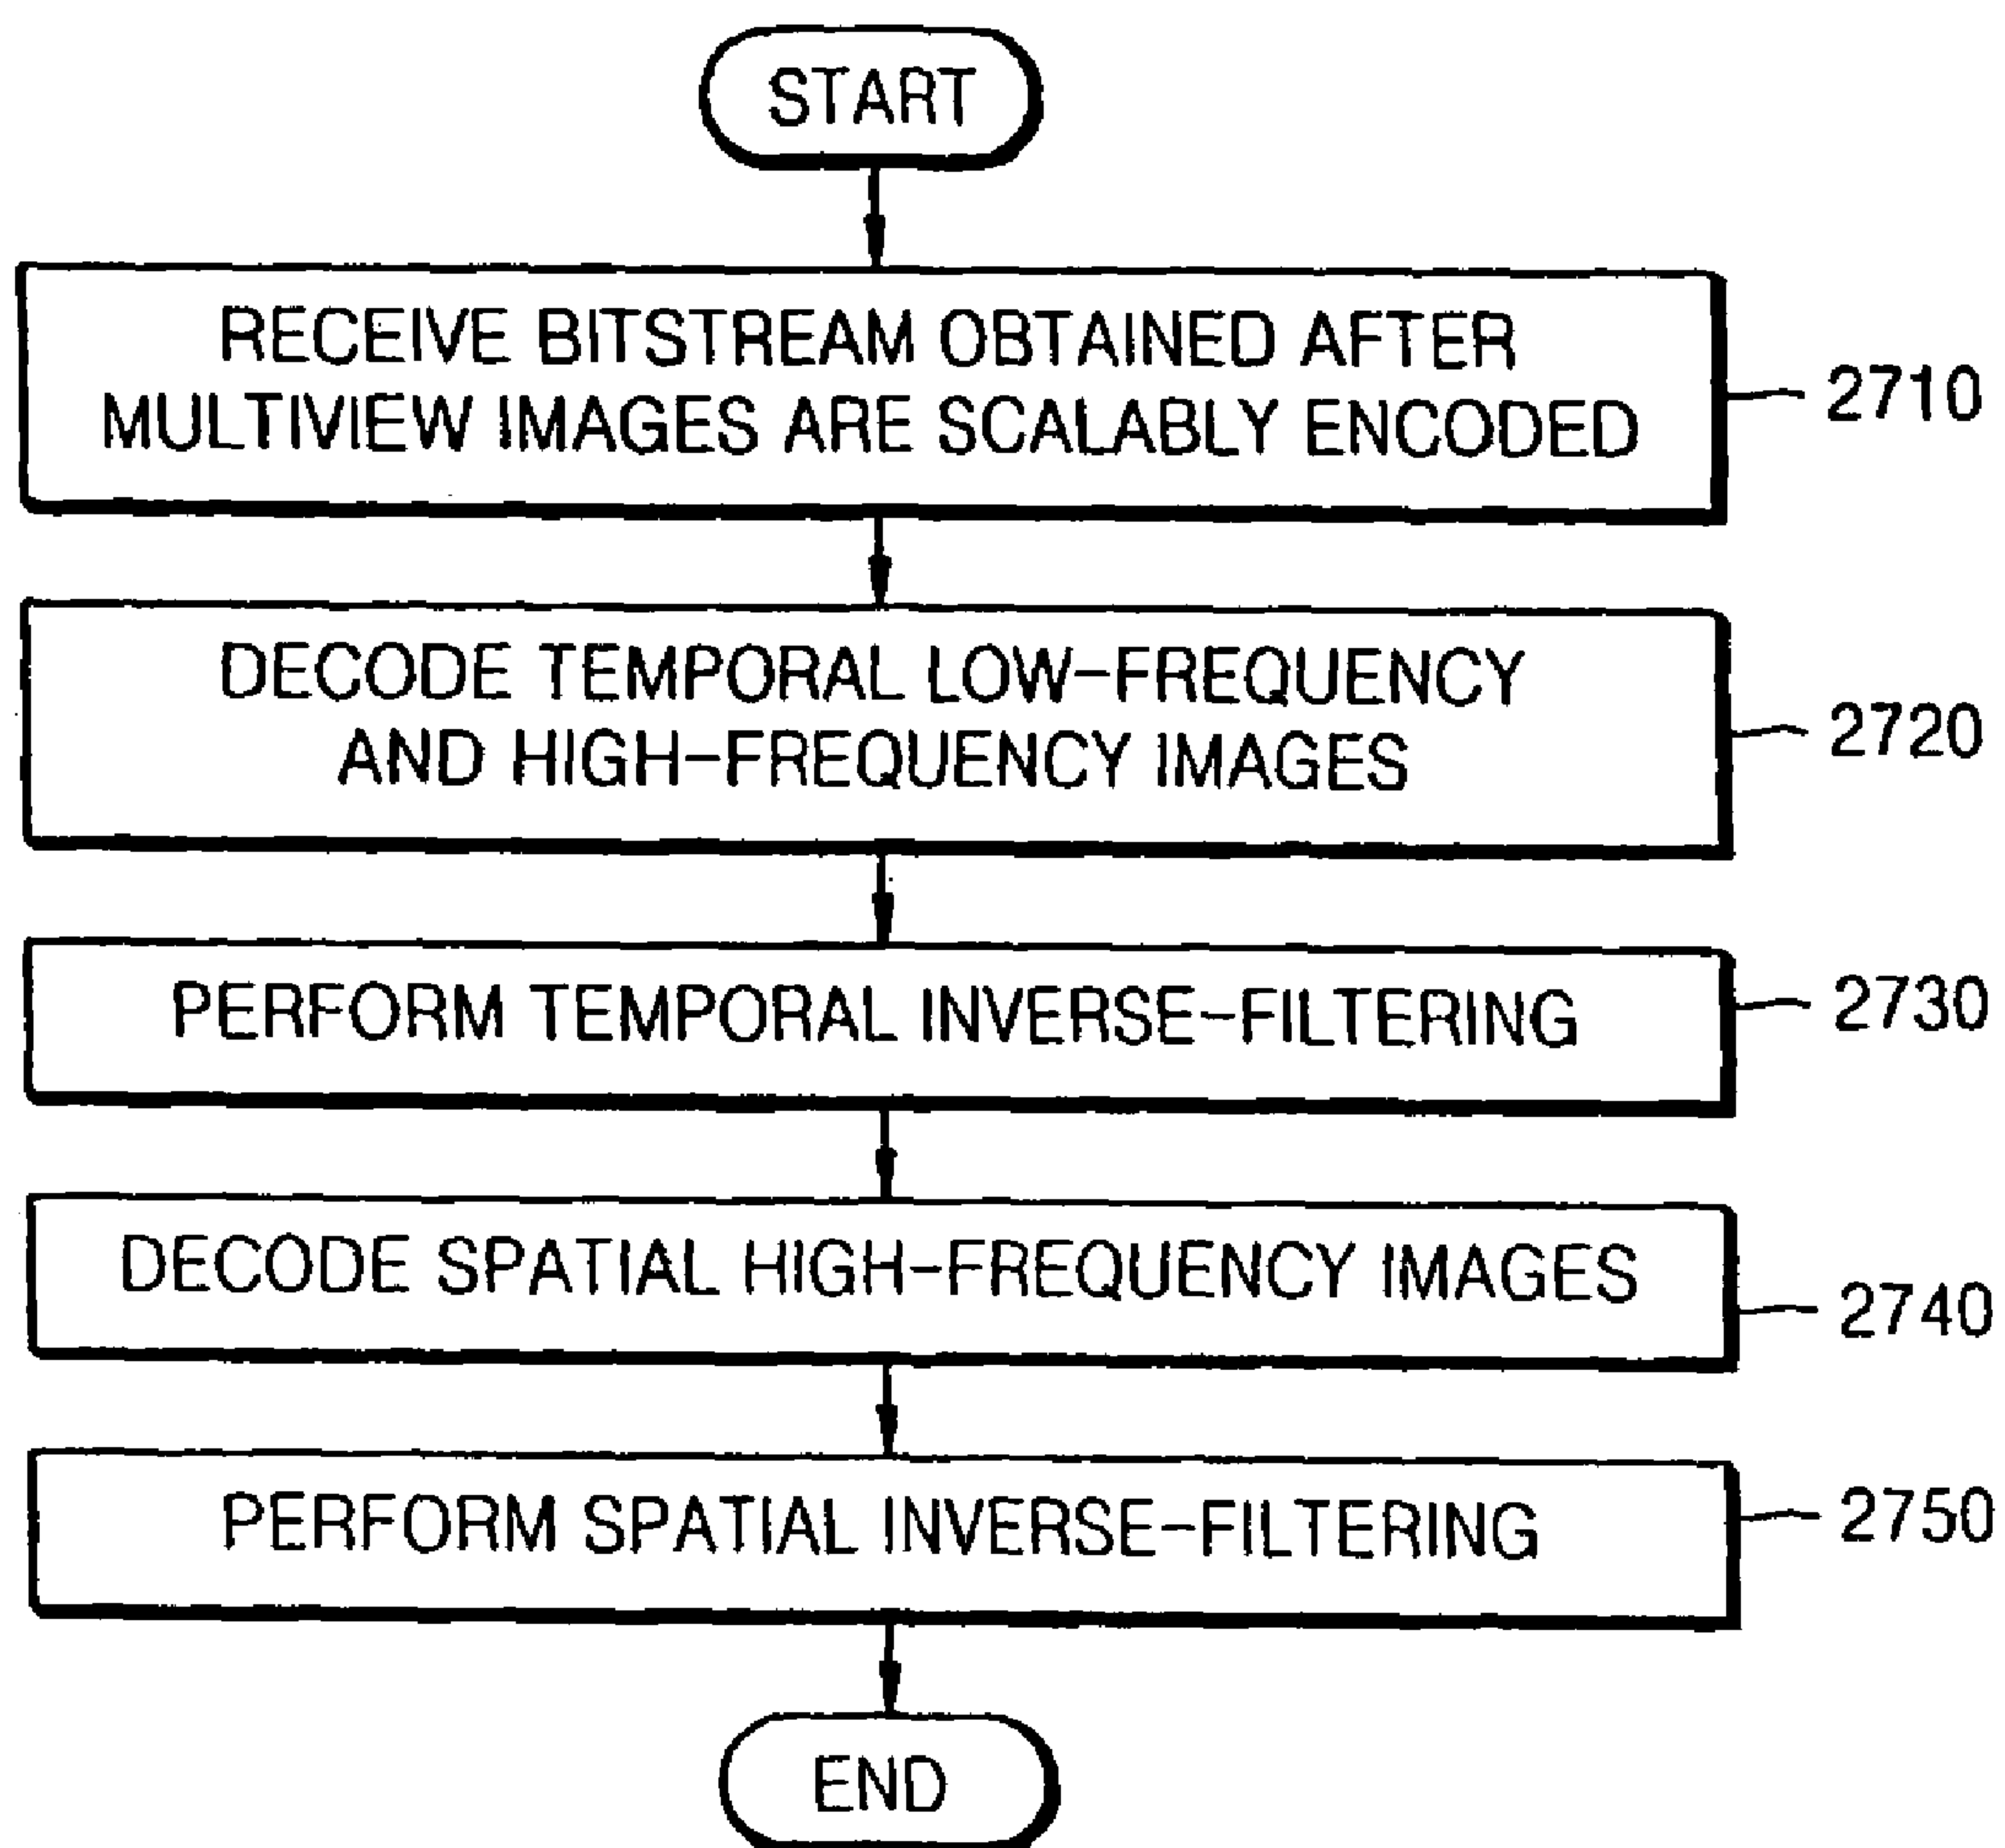 START
RECEIVE BITSTREAM OBTAINED AFTER
MULTIVIEW IMAGES ARE SCALABLY ENCODED
2710
DECODE TEMPORAL LOW-FREQUENCY
AND HIGH-FREQUENCY IMAGES
2720
PERFORM TEMPORAL INVERSE-FILTERING
2730
DECODE SPATIAL HIGH-FREQUENCY IMAGES
2740
PERFORM SPATIAL INVERSE-FILTERING
2750
END